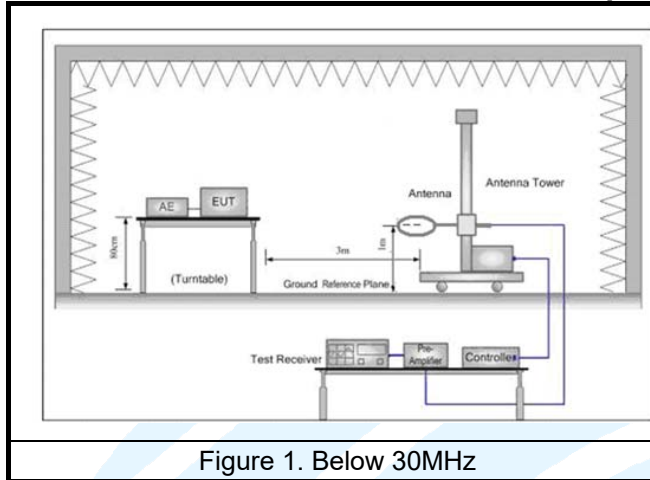 AE
EUT
80cm
(Turntable)
3m
1m
Ground Reference Plane
Antenna
Antenna Tower
Test Receiver
Pre-
Amplifier
Controller
Figure 1. Below 30MHz